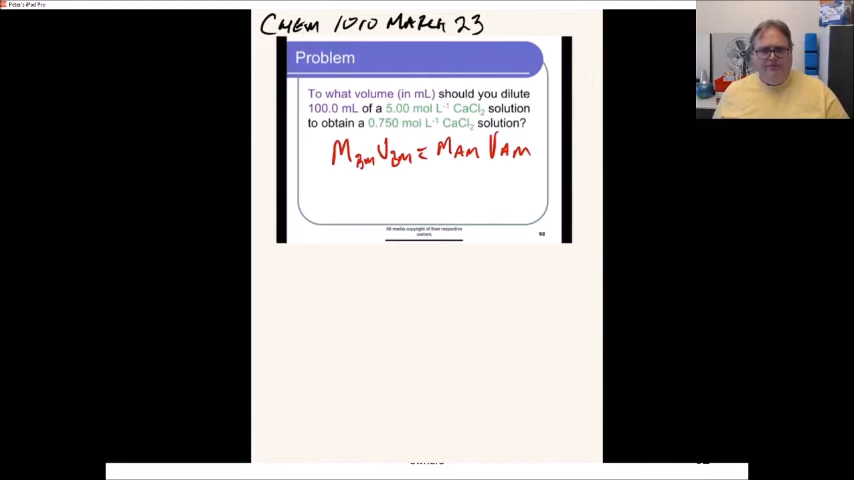 Peter's iPad Pro
CHEM 1010 MARCH 23
Problem
To what volume (in mL) should you dilute
100.0 mL of a 5.00 mol L⁻¹ CaCl₂ solution
to obtain a 0.750 mol L⁻¹ CaCl₂ solution?
M_BM V_BM = M_AM V_AM
All media copyright of their respective
owners
92
owners